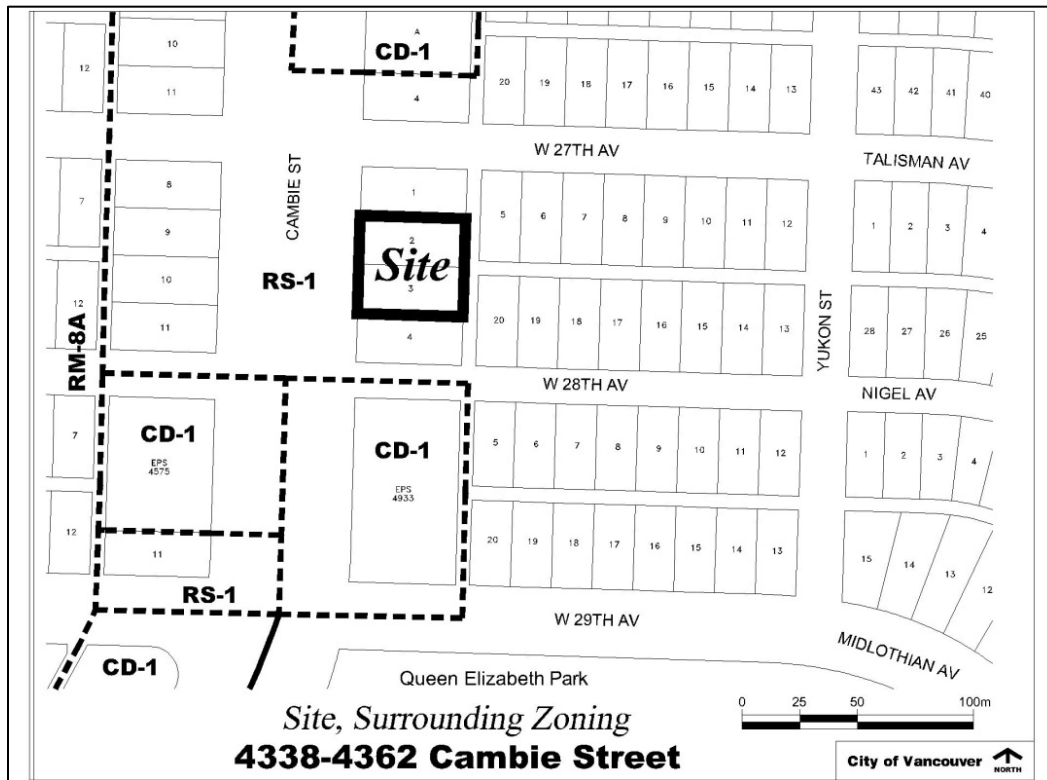 A
CD-1
10
12
11
4
20 19 18 17 16 15 14 13
43 42 41 40
W 27TH AV
TALISMAN AV
CAMBIE ST
7
8
9
10
11
12
RM-8A
RS-1
1
2
Site
3
4
5 6 7 8 9 10 11 12
1 2 3 4
20 19 18 17 16 15 14 13
28 27 26 25
YUKON ST
W 28TH AV
NIGEL AV
7
CD-1
EPS
4575
CD-1
EPS
4933
5 6 7 8 9 10 11 12
1 2 3 4
12
11
RS-1
20 19 18 17 16 15 14 13
15 14 13 12
W 29TH AV
MIDLOTHIAN AV
CD-1
Queen Elizabeth Park
0 25 50 100m
Site, Surrounding Zoning
4338-4362 Cambie Street
City of Vancouver
NORTH